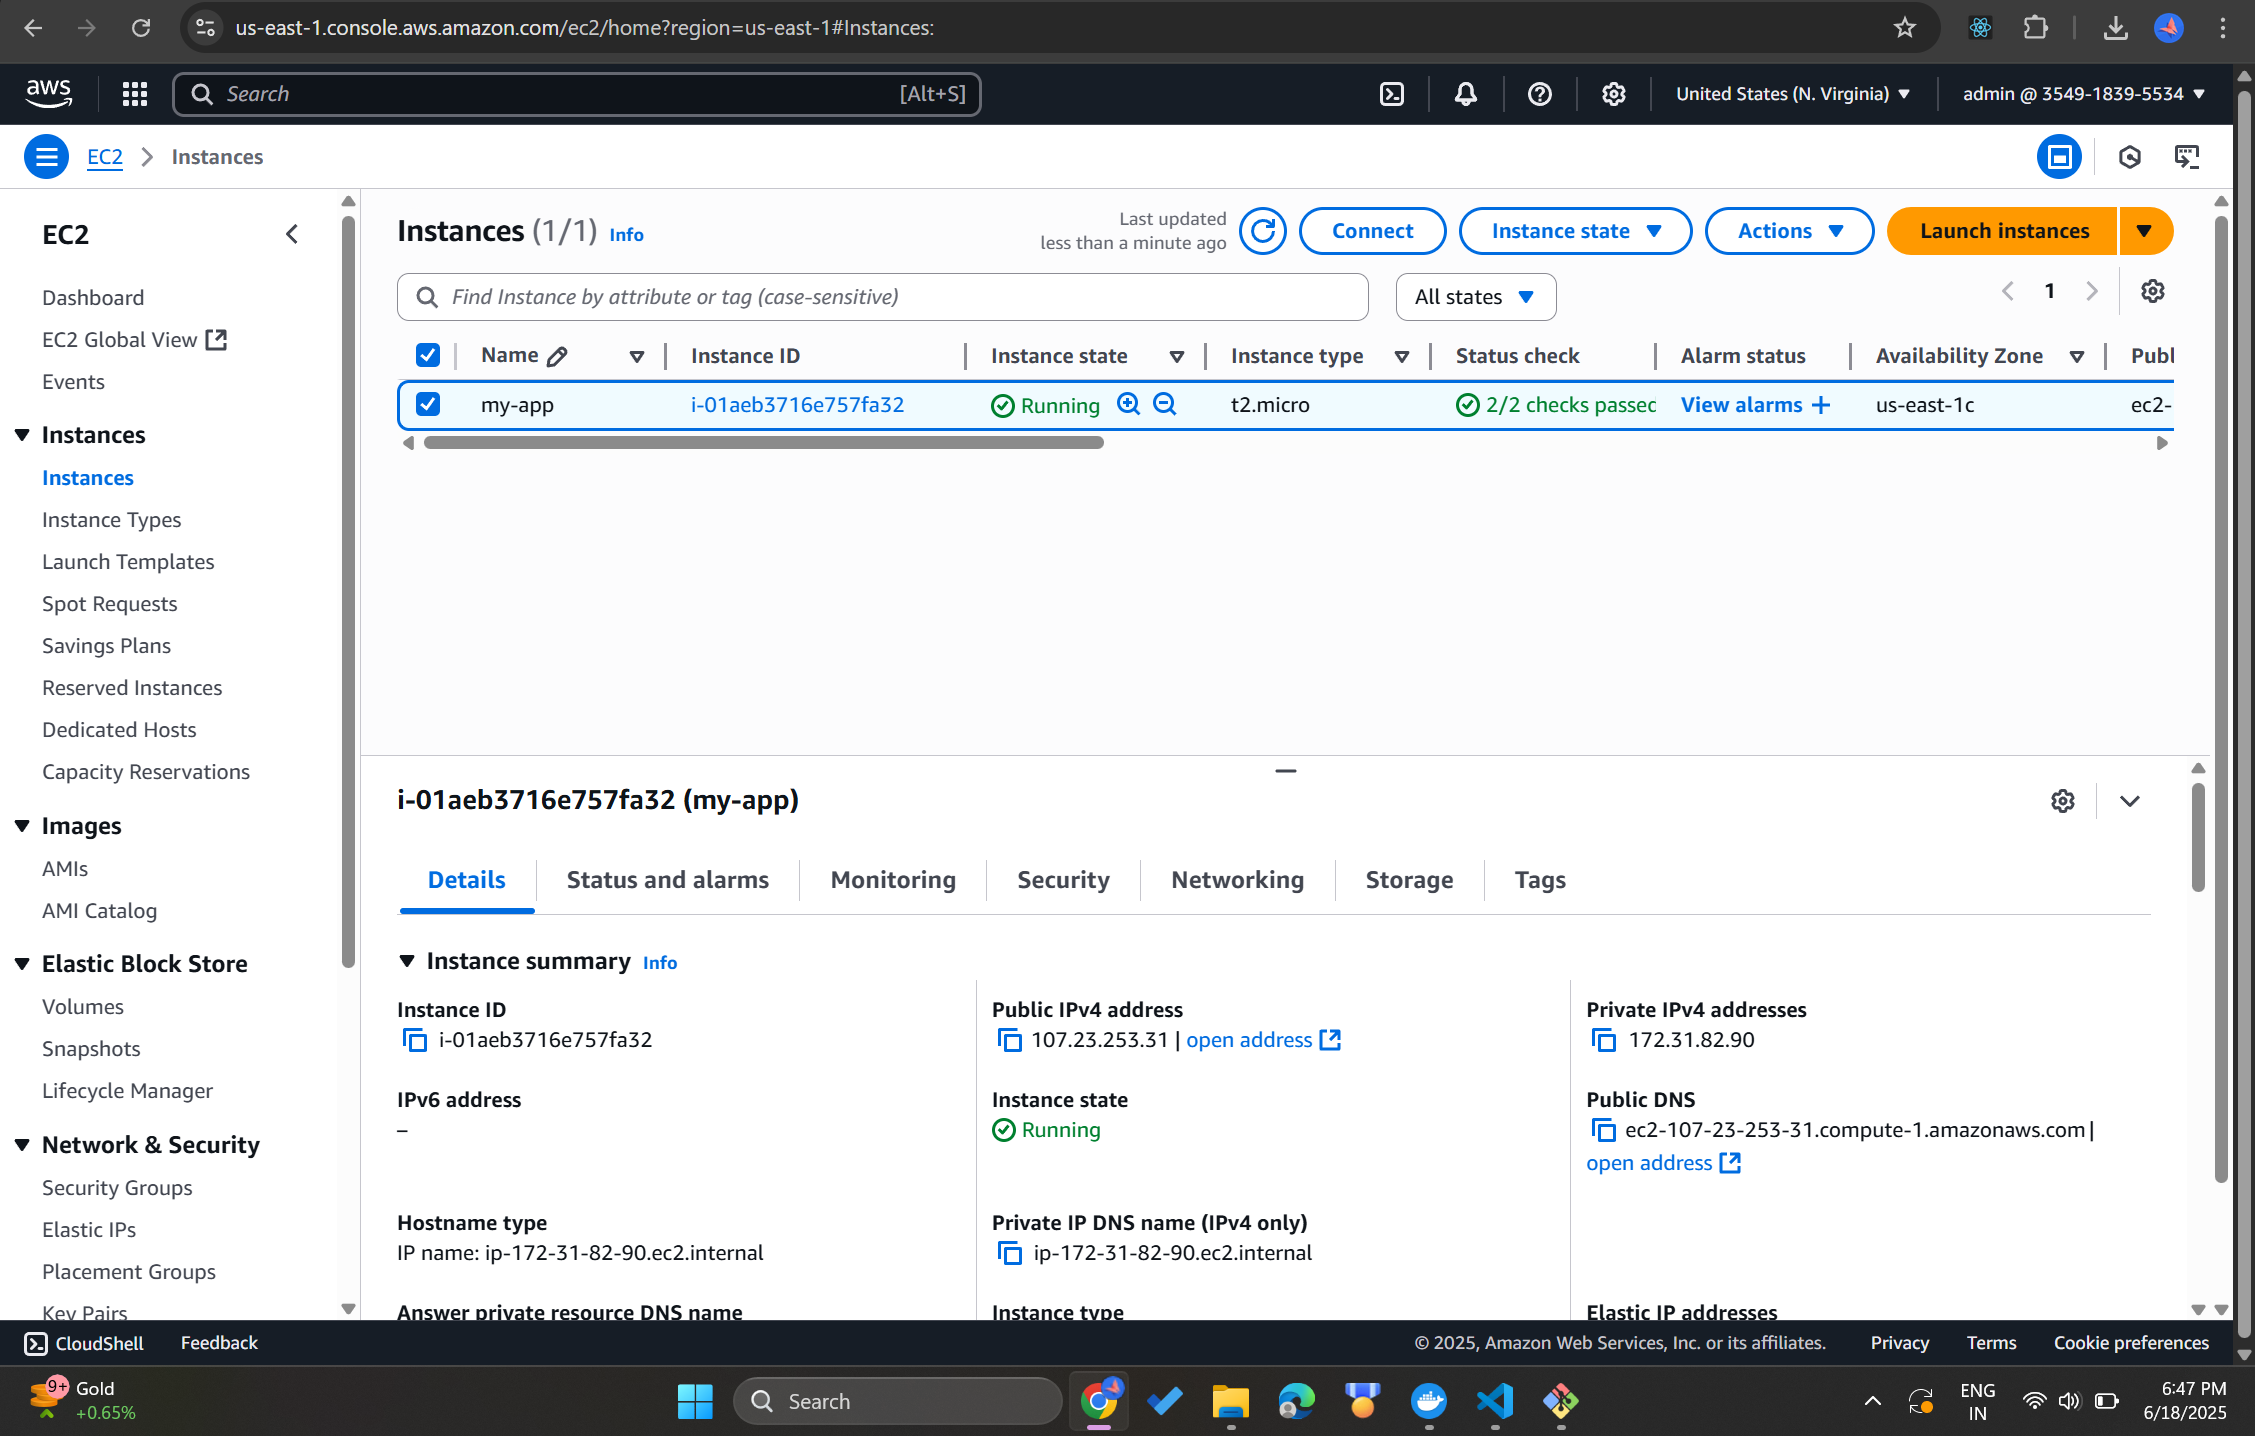 us-east-1.console.aws.amazon.com/ec2/home?region=us-east-1#Instances:
aws
Search
[Alt+S]
United States (N. Virginia)
admin @ 3549-1839-5534
EC2
Instances
EC2
Dashboard
EC2 Global View
Events
Instances
Instances
Instance Types
Launch Templates
Spot Requests
Savings Plans
Reserved Instances
Dedicated Hosts
Capacity Reservations
Images
AMIs
AMI Catalog
Elastic Block Store
Volumes
Snapshots
Lifecycle Manager
Network & Security
Security Groups
Elastic IPs
Placement Groups
Key Pairs
Instances (1/1) Info
Last updated
less than a minute ago
Connect
Instance state
Actions
Launch instances
Find Instance by attribute or tag (case-sensitive)
All states
1
Name Instance ID Instance state Instance type Status check Alarm status Availability Zone Publ
my-app i-01aeb3716e757fa32 Running t2.micro 2/2 checks passed View alarms + us-east-1c ec2-
i-01aeb3716e757fa32 (my-app)
Details Status and alarms Monitoring Security Networking Storage Tags
Instance summary Info
Instance ID
i-01aeb3716e757fa32
Public IPv4 address
107.23.253.31 | open address
Private IPv4 addresses
172.31.82.90
IPv6 address
–
Instance state
Running
Public DNS
ec2-107-23-253-31.compute-1.amazonaws.com |
open address
Hostname type
IP name: ip-172-31-82-90.ec2.internal
Private IP DNS name (IPv4 only)
ip-172-31-82-90.ec2.internal
Answer private resource DNS name
Instance type
Elastic IP addresses
CloudShell
Feedback
© 2025, Amazon Web Services, Inc. or its affiliates.
Privacy
Terms
Cookie preferences
9+
Gold
+0.65%
Search
ENG
IN
6:47 PM
6/18/2025